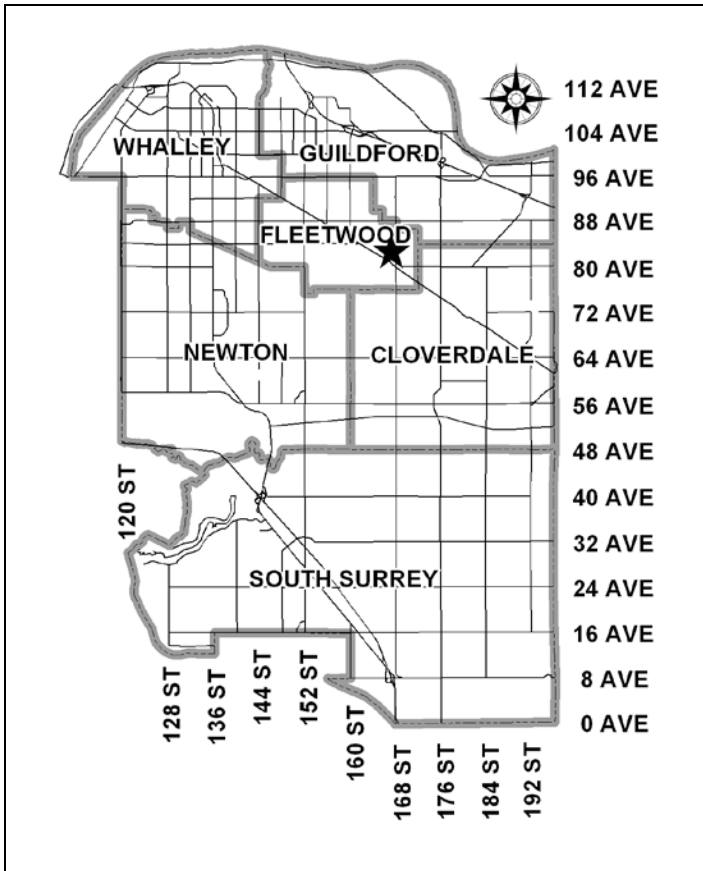 112 AVE
104 AVE
WHALLEY
GUILDFORD
96 AVE
88 AVE
FLEETWOOD
80 AVE
72 AVE
NEWTON
CLOVERDALE
64 AVE
56 AVE
48 AVE
120 ST
40 AVE
32 AVE
SOUTH SURREY
24 AVE
16 AVE
8 AVE
0 AVE
128 ST
136 ST
144 ST
152 ST
160 ST
168 ST
176 ST
184 ST
192 ST